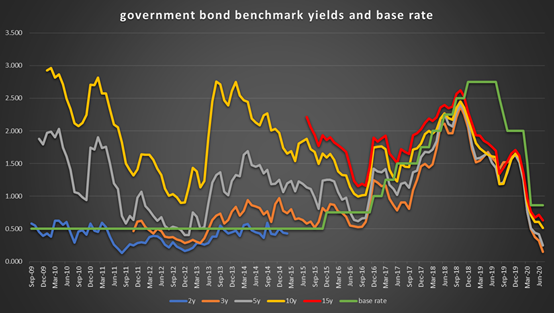 government bond benchmark yields and base rate
3.500
3.000
2.500
2.000
1.500
1.000
0.500
0.000
Sep-09 Dec-09 Mar-10 Jun-10 Sep-10 Dec-10 Mar-11 Jun-11 Sep-11 Dec-11 Mar-12 Jun-12 Sep-12 Dec-12 Mar-13 Jun-13 Sep-13 Dec-13 Mar-14 Jun-14 Sep-14 Dec-14 Mar-15 Jun-15 Sep-15 Dec-15 Mar-16 Jun-16 Sep-16 Dec-16 Mar-17 Jun-17 Sep-17 Dec-17 Mar-18 Jun-18 Sep-18 Dec-18 Mar-19 Jun-19 Sep-19 Dec-19 Mar-20 Jun-20
2y 3y 5y 10y 15y base rate